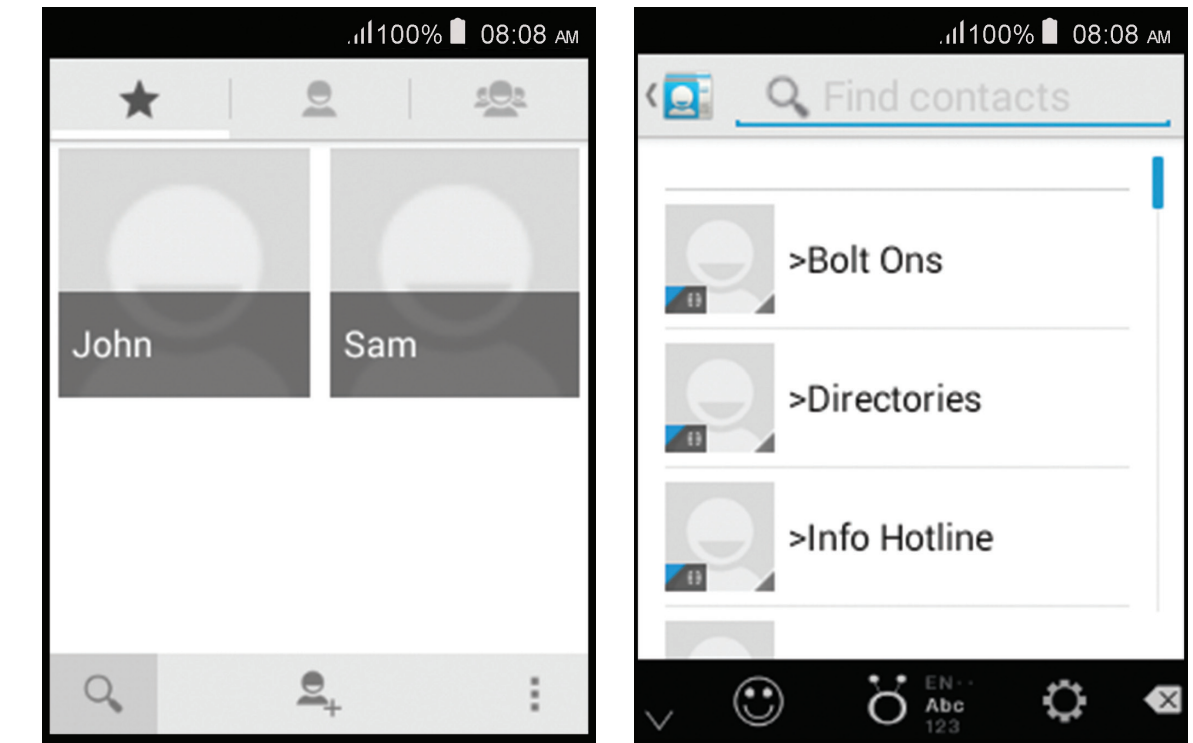 100% 08:08 AM
John
Sam
100% 08:08 AM
Find contacts
>Bolt Ons
>Directories
>Info Hotline
EN··
Abc
123